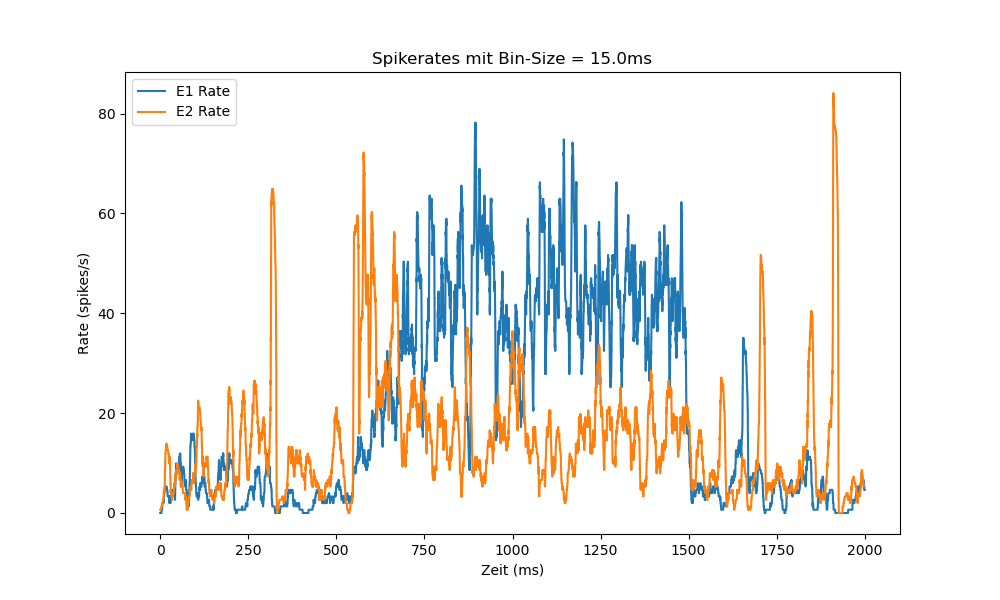 Spikerates mit Bin-Size = 15.0ms
E1 Rate
E2 Rate
80
60
40
20
0
Rate (spikes/s)
0 250 500 750 1000 1250 1500 1750 2000
Zeit (ms)